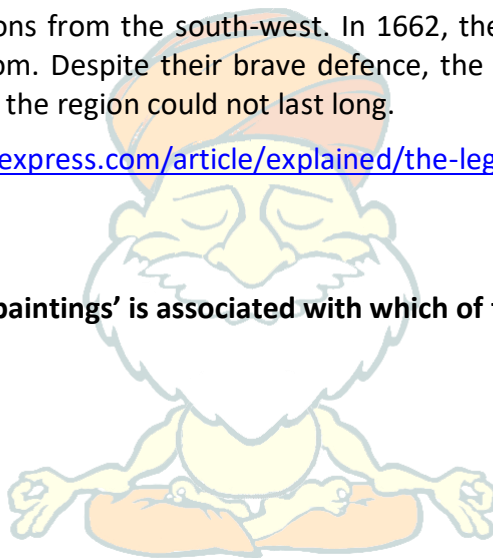 ons from the south-west. In 1662, the
om. Despite their brave defence, the
the region could not last long.
express.com/article/explained/the-leg
paintings' is associated with which of